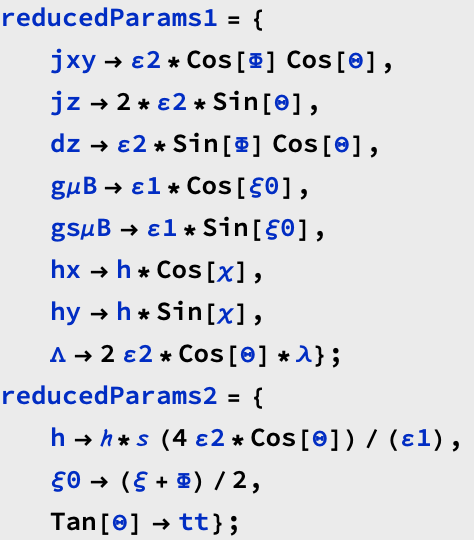 reducedParams1 = {
jxy → ε2 * Cos[Φ] Cos[Θ],
jz → 2 * ε2 * Sin[Θ],
dz → ε2 * Sin[Φ] Cos[Θ],
gμB → ε1 * Cos[ξ0],
gsμB → ε1 * Sin[ξ0],
hx → h * Cos[χ],
hy → h * Sin[χ],
Λ → 2 ε2 * Cos[Θ] * λ};
reducedParams2 = {
h → ℎ * 𝑠 (4 ε2 * Cos[Θ]) / (ε1),
ξ0 → (ξ + Φ) / 2,
Tan[Θ] → tt};